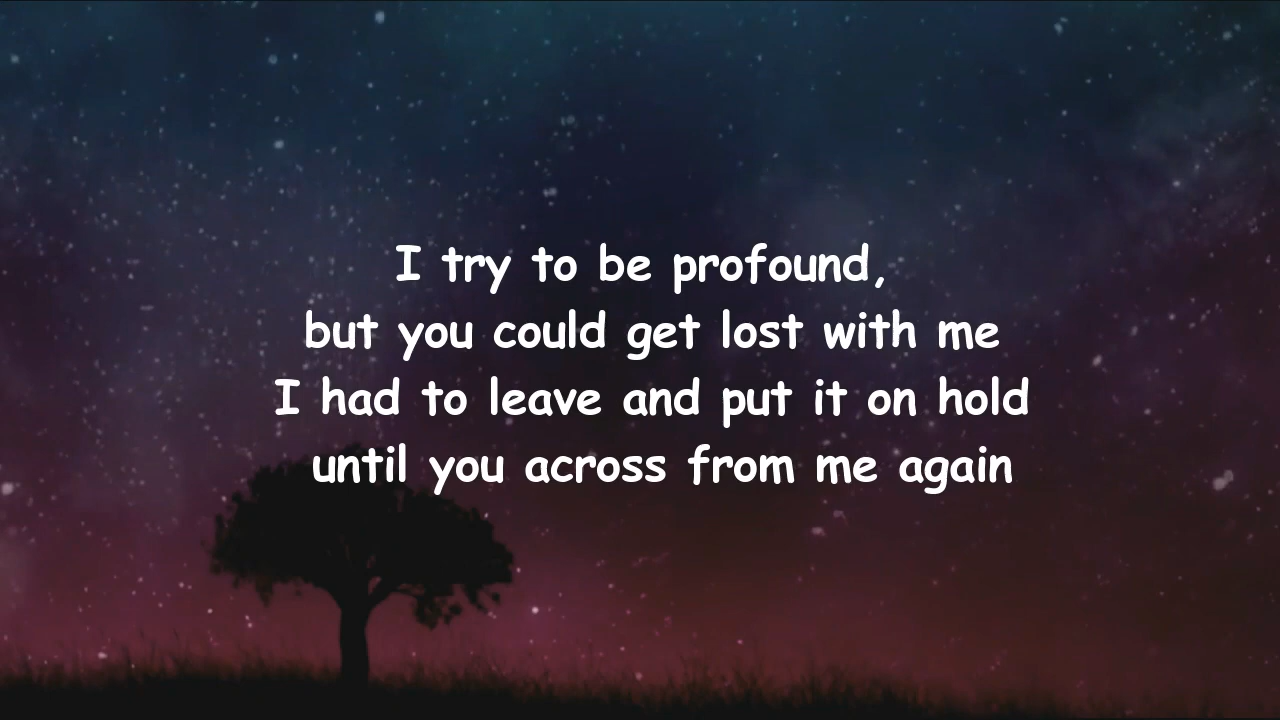 I try to be profound,
but you could get lost with me
I had to leave and put it on hold
until you across from me again